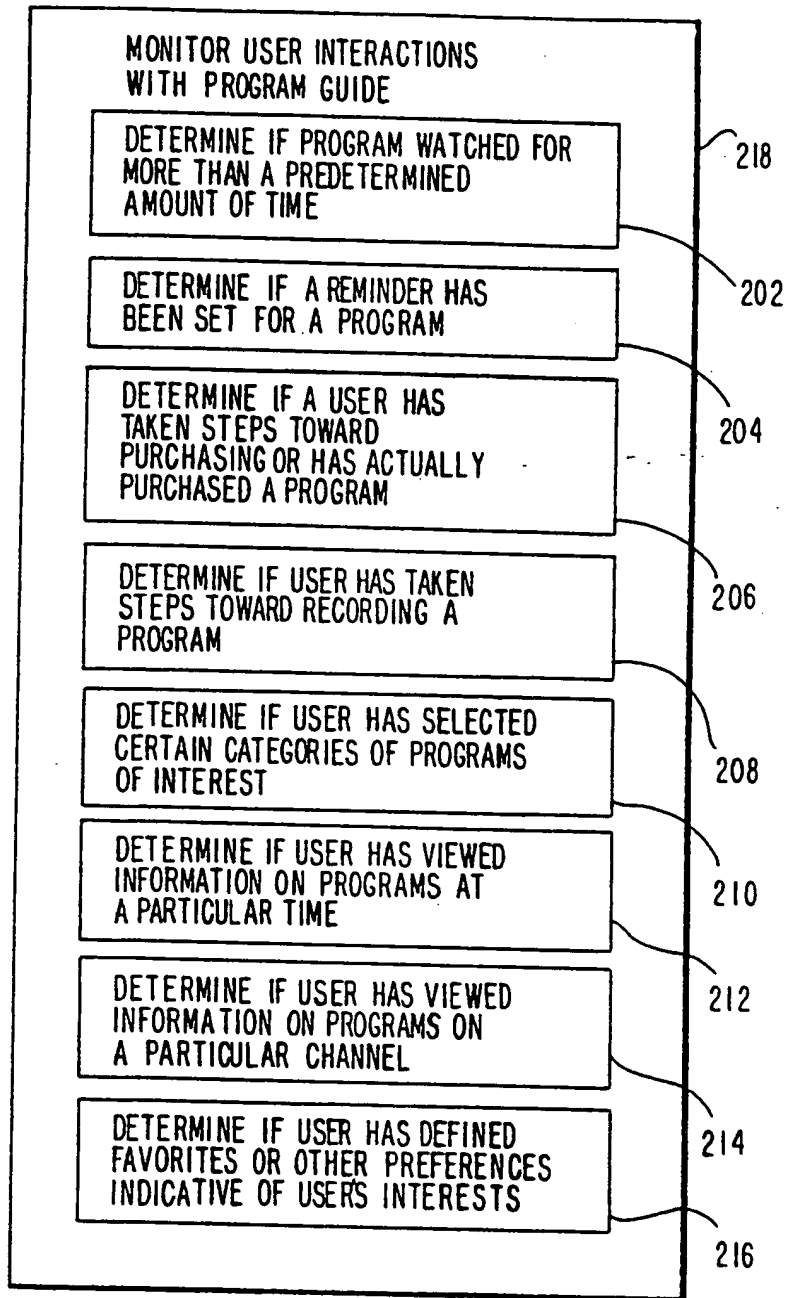 MONITOR USER INTERACTIONS
WITH PROGRAM GUIDE
218
DETERMINE IF PROGRAM WATCHED FOR
MORE THAN A PREDETERMINED
AMOUNT OF TIME
202
DETERMINE IF A REMINDER HAS
BEEN SET FOR A PROGRAM
204
DETERMINE IF A USER HAS
TAKEN STEPS TOWARD
PURCHASING OR HAS ACTUALLY
PURCHASED A PROGRAM
206
DETERMINE IF USER HAS TAKEN
STEPS TOWARD RECORDING A
PROGRAM
208
DETERMINE IF USER HAS SELECTED
CERTAIN CATEGORIES OF PROGRAMS
OF INTEREST
210
DETERMINE IF USER HAS VIEWED
INFORMATION ON PROGRAMS AT
A PARTICULAR TIME
212
DETERMINE IF USER HAS VIEWED
INFORMATION ON PROGRAMS ON
A PARTICULAR CHANNEL
214
DETERMINE IF USER HAS DEFINED
FAVORITES OR OTHER PREFERENCES
INDICATIVE OF USER'S INTERESTS
216